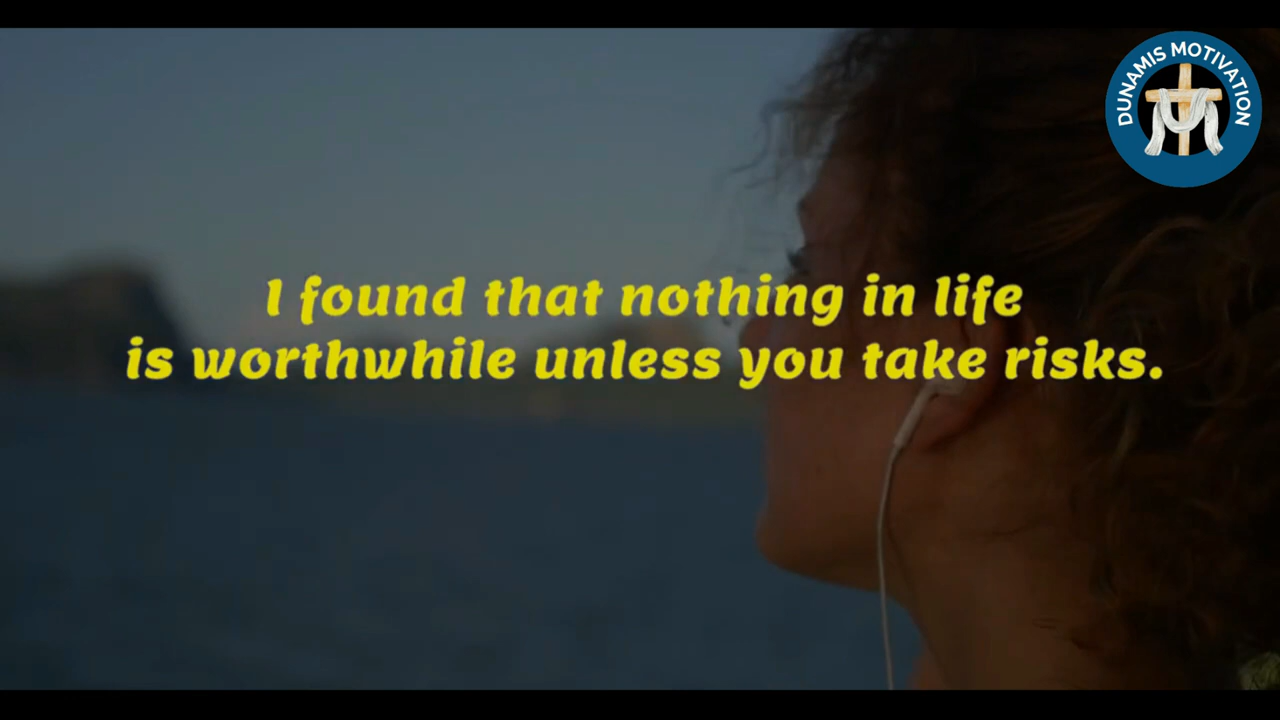 DUNAMIS MOTIVATION
I found that nothing in life
is worthwhile unless you take risks.